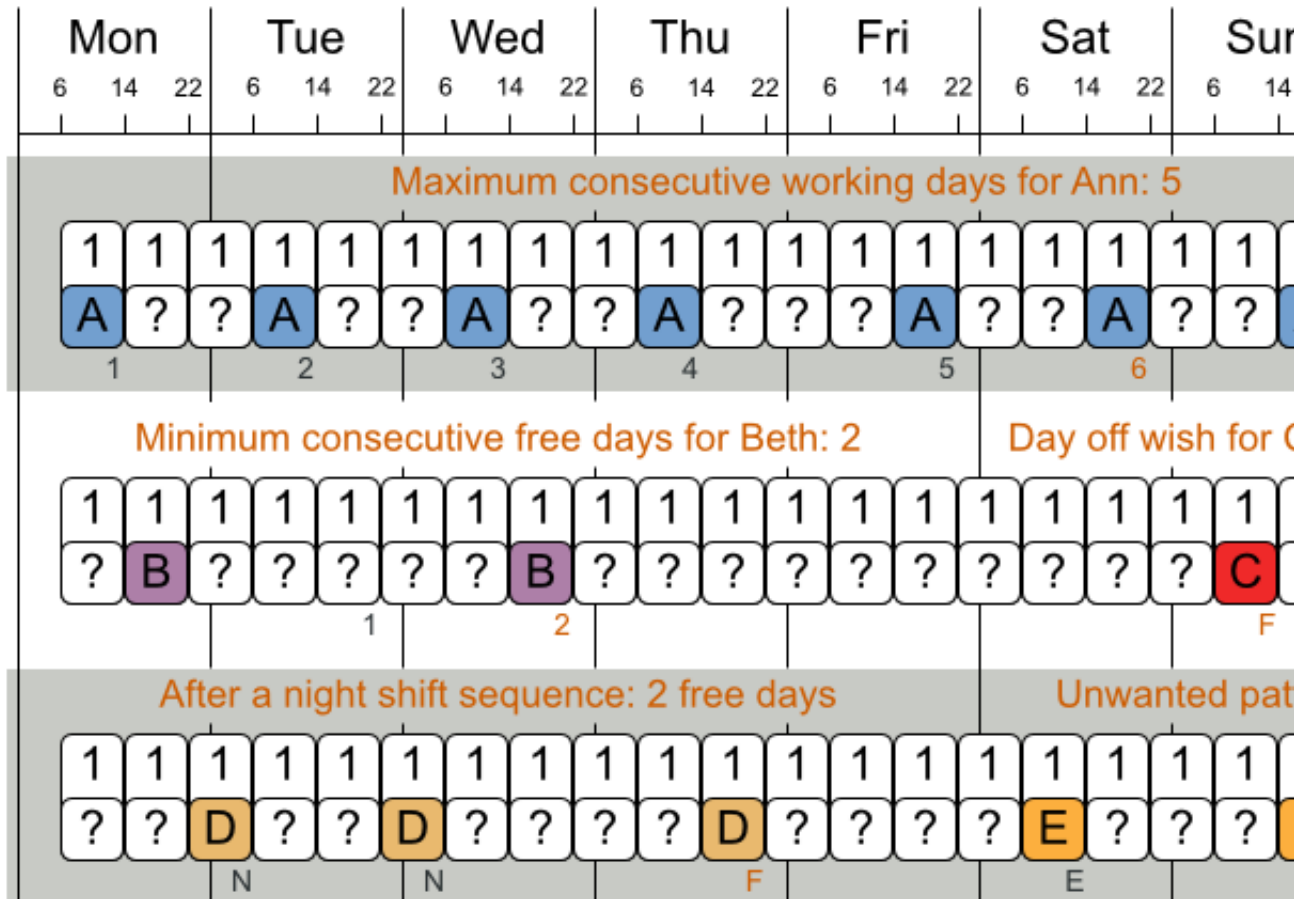 Mon Tue Wed Thu Fri Sat
6 14 22 6 14 22 6 14 22 6 14 22 6 14 22 6 14 22 6 14
Maximum consecutive working days for Ann: 5
1 1 1 1 1 1 1 1 1 1 1 1 1 1 1 1 1 1 1
A ? ? A ? ? A ? ? A ? ? ? A ? ? A ? ?
1 2 3 4 5 6
Minimum consecutive free days for Beth: 2 Day off wish for
1 1 1 1 1 1 1 1 1 1 1 1 1 1 1 1 1 1 1
? B ? ? ? ? ? B ? ? ? ? ? ? ? ? ? ? C
1 2 F
After a night shift sequence: 2 free days Unwanted
1 1 1 1 1 1 1 1 1 1 1 1 1 1 1 1 1 1 1
? ? D ? ? D ? ? ? ? D ? ? ? ? E ? ? ?
N N F E